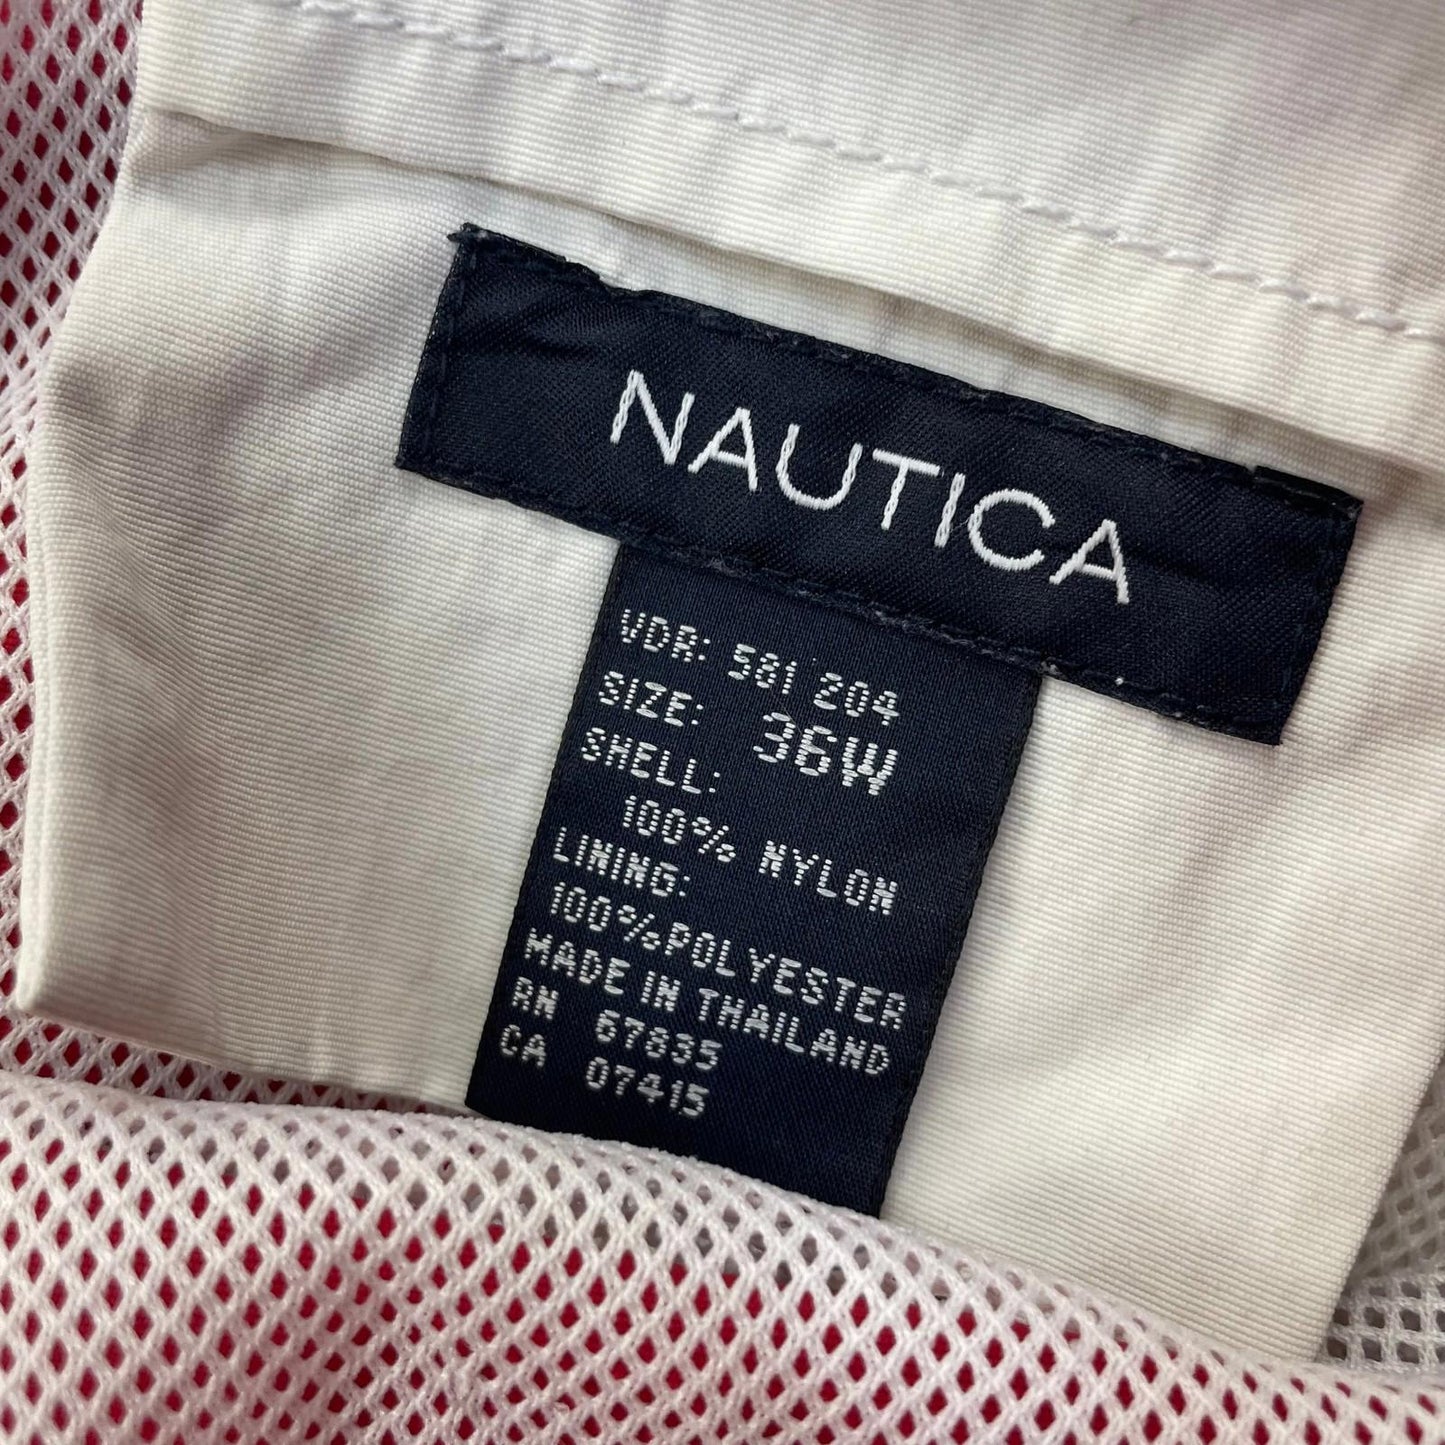 NAUTICA
VDR: 581 204
SIZE: 36W
SHELL:
100% NYLON
LINING:
100%POLYESTER
MADE IN THAILAND
RN 67835
CA 07415